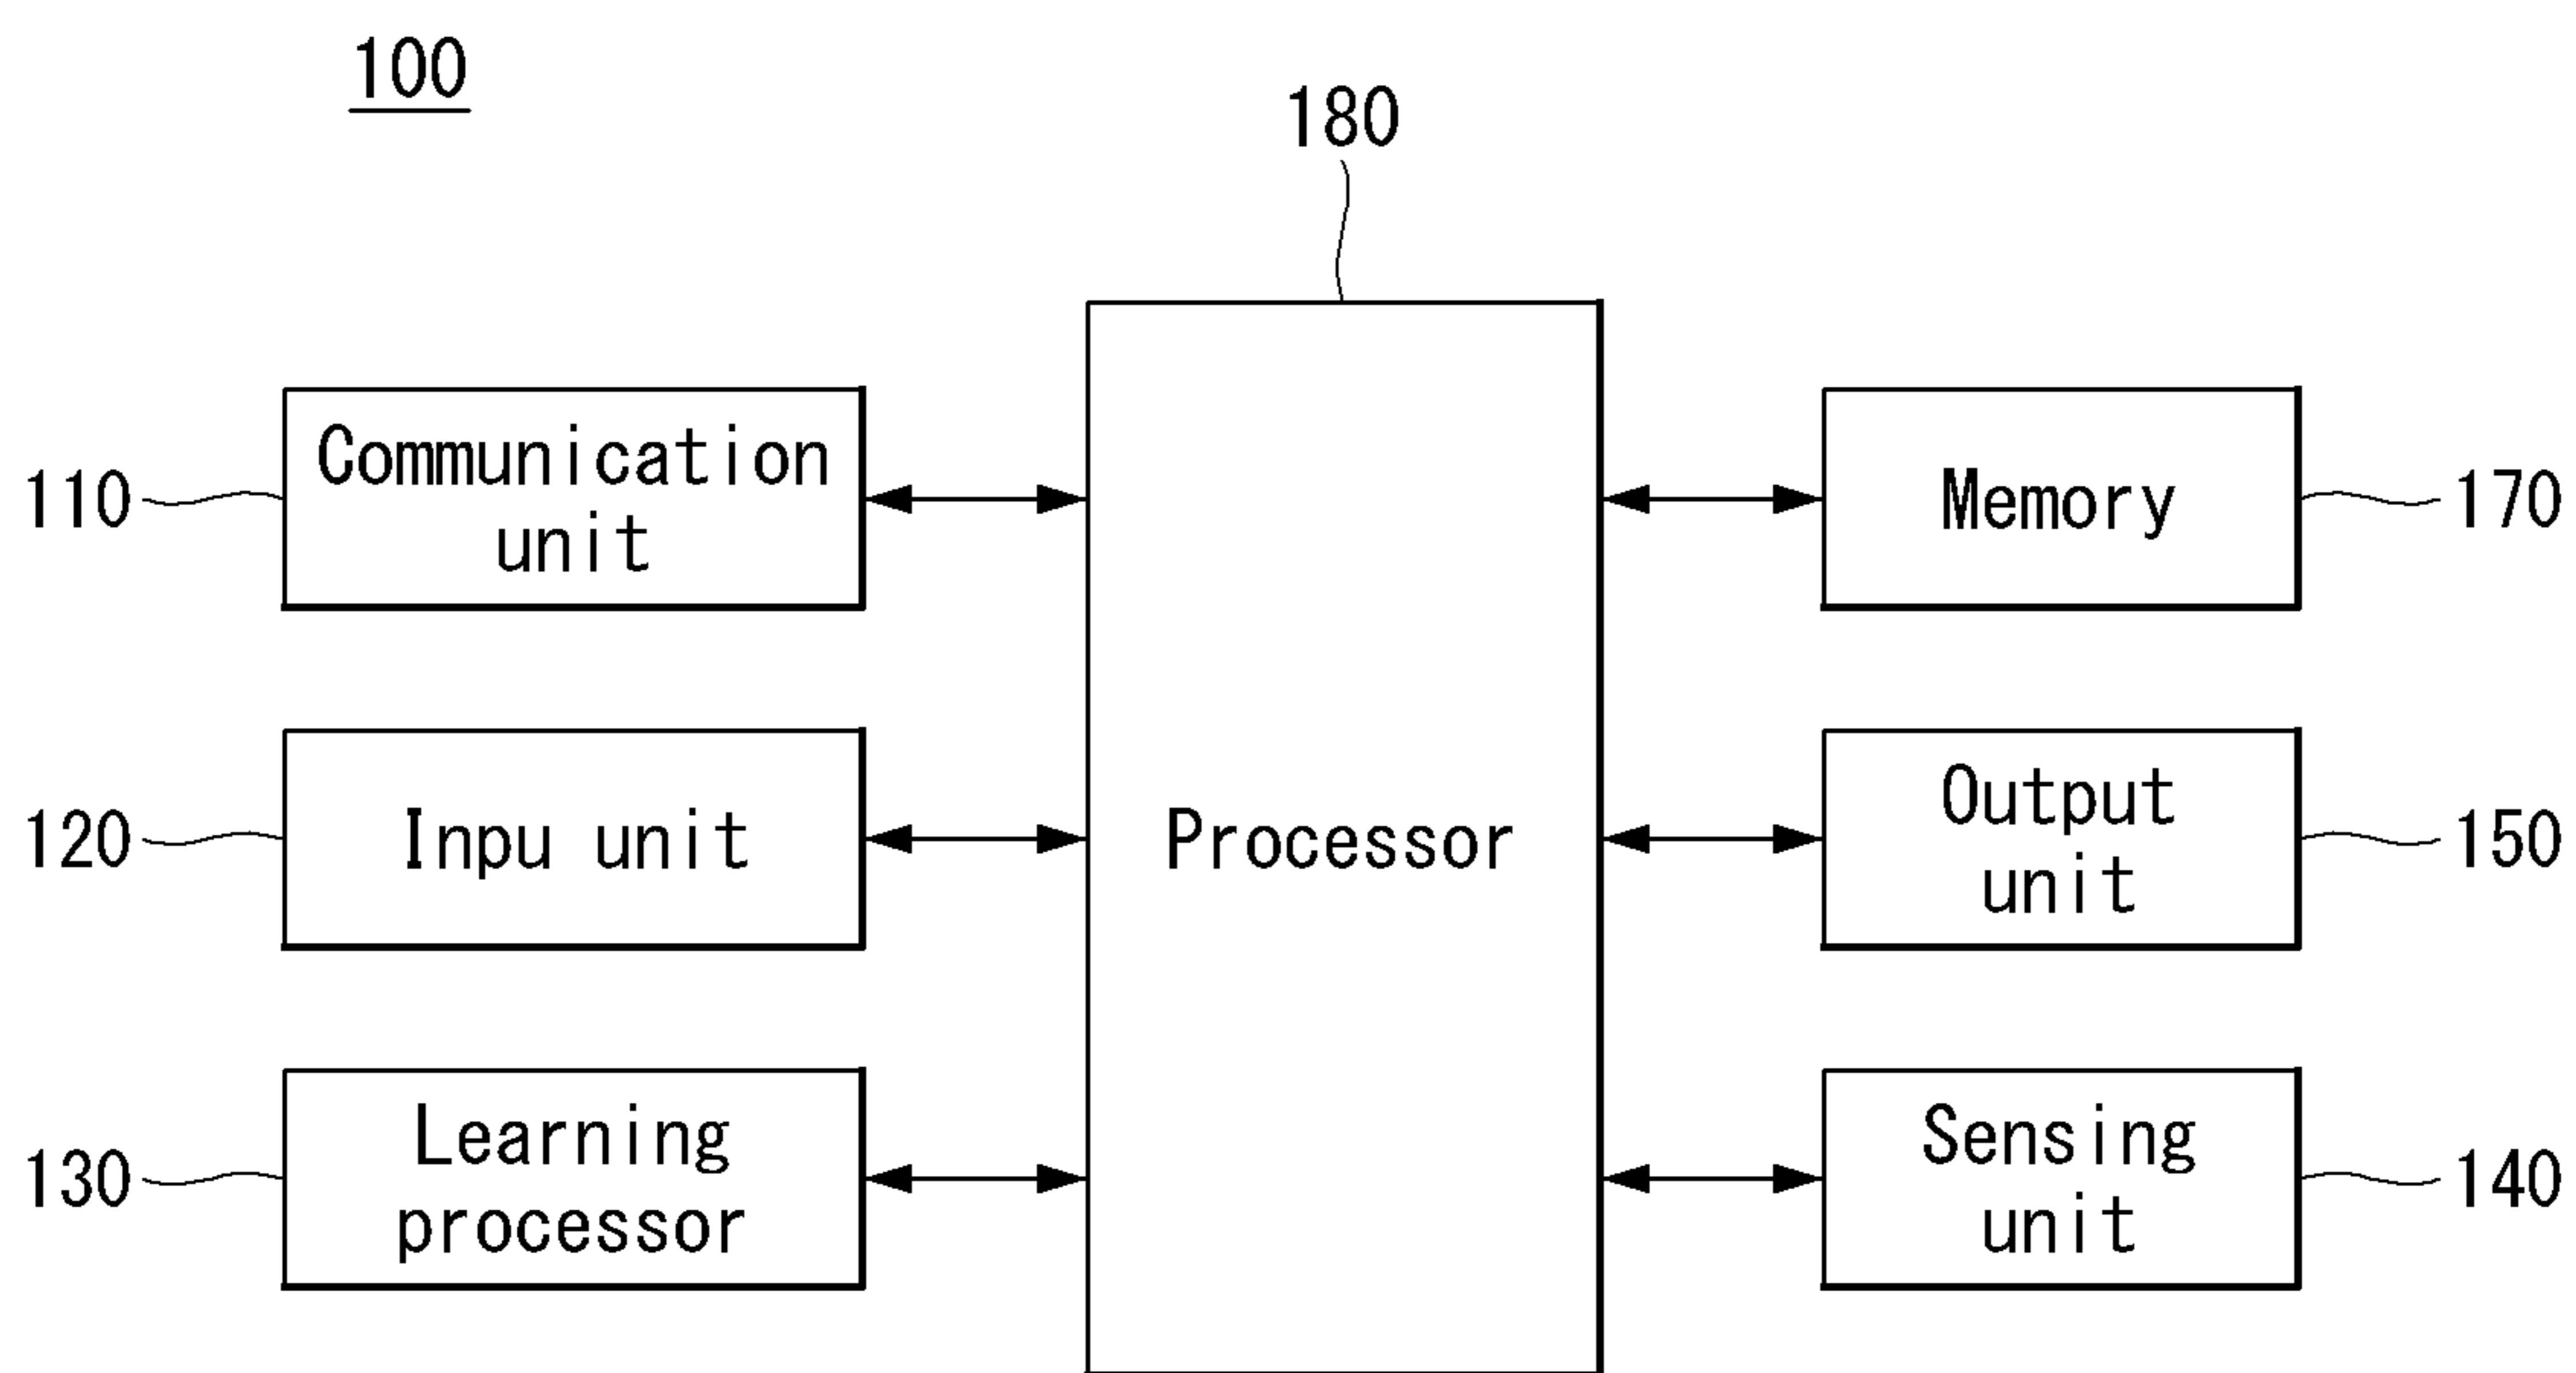 100
180
110
Communication
unit
Memory
170
120
Inpu unit
Processor
Output
unit
150
130
Learning
processor
Sensing
unit
140